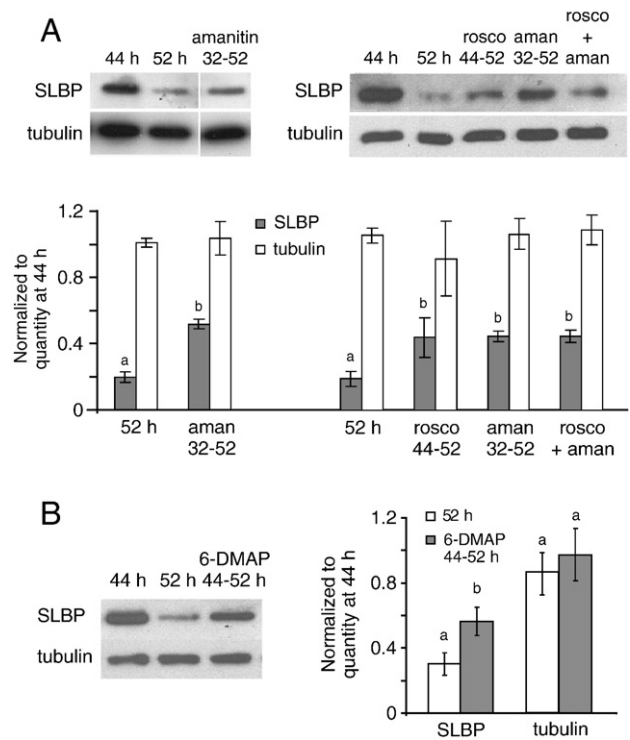 A
amanitin
44 h 52 h 32-52
SLBP
tubulin
rosco
rosco aman +
44 h 52 h 44-52 32-52 aman
SLBP
tubulin
Normalized to
quantity at 44 h
1.2
0.8
0.4
0
SLBP
tubulin
a
b
a
b
b
b
52 h
aman
32-52
52 h
rosco
44-52
aman
32-52
rosco
+ aman
B
6-DMAP
44 h 52 h 44-52 h
SLBP
tubulin
Normalized to
quantity at 44 h
1.2
0.8
0.4
0
52 h
6-DMAP
44-52 h
a
b
a
a
SLBP
tubulin